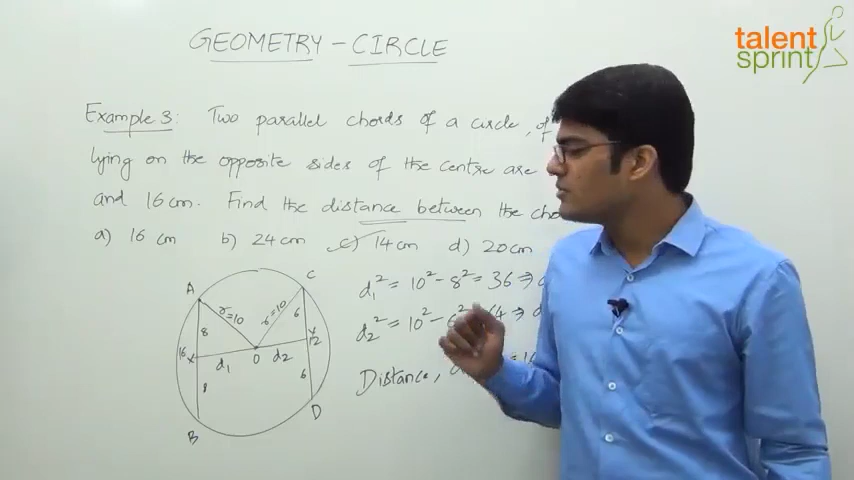 talent
sprint
GEOMETRY - CIRCLE
Example 3: Two parallel chords of a circle, of
lying on the opposite sides of the centre are
and 16 cm. Find the distance between the cho
a) 16 cm b) 24 cm c) 14 cm d) 20 cm
d₁² = 10² - 8² = 36 ⇒ d
d₂² = 10² - 6² = 64 ⇒ d
Distance, d
A C
r=10 r=10
8 6
16 X d₁ O d₂ Y 12
8 6
B D